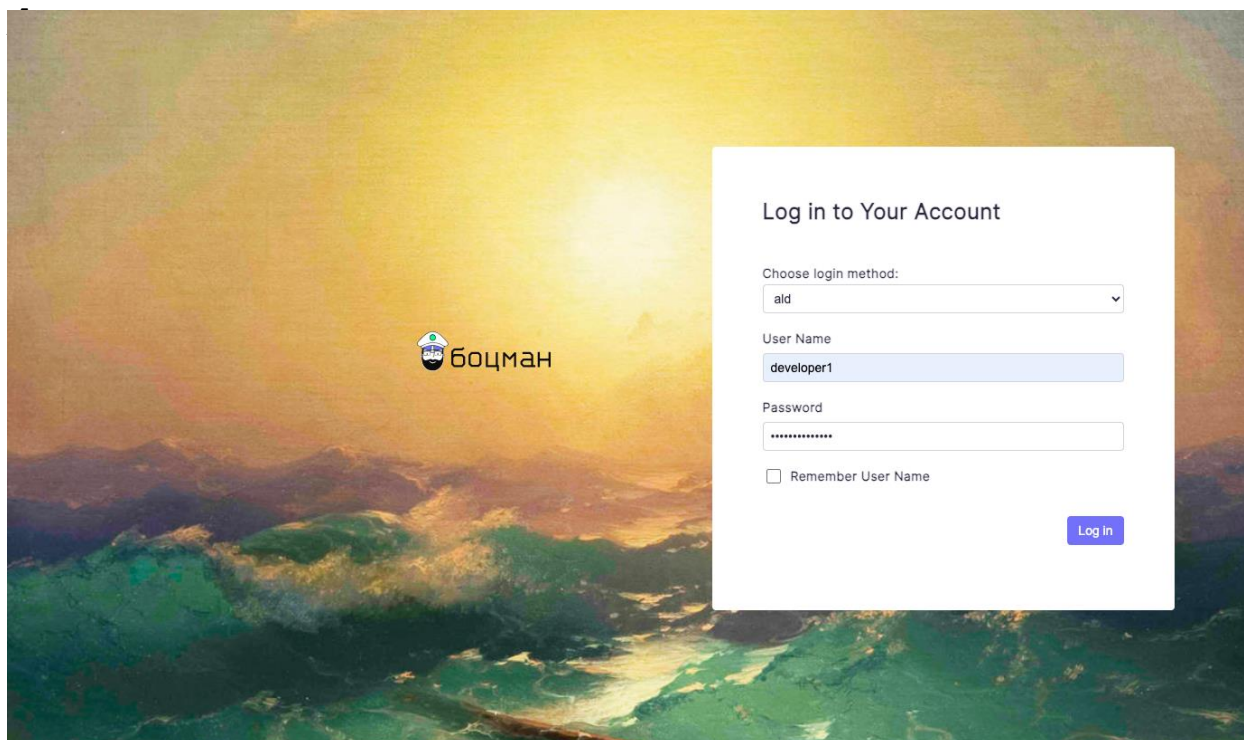 боцман
Log in to Your Account
Choose login method:
ald
User Name
developer1
Password
••••••••••••••
Remember User Name
Log in